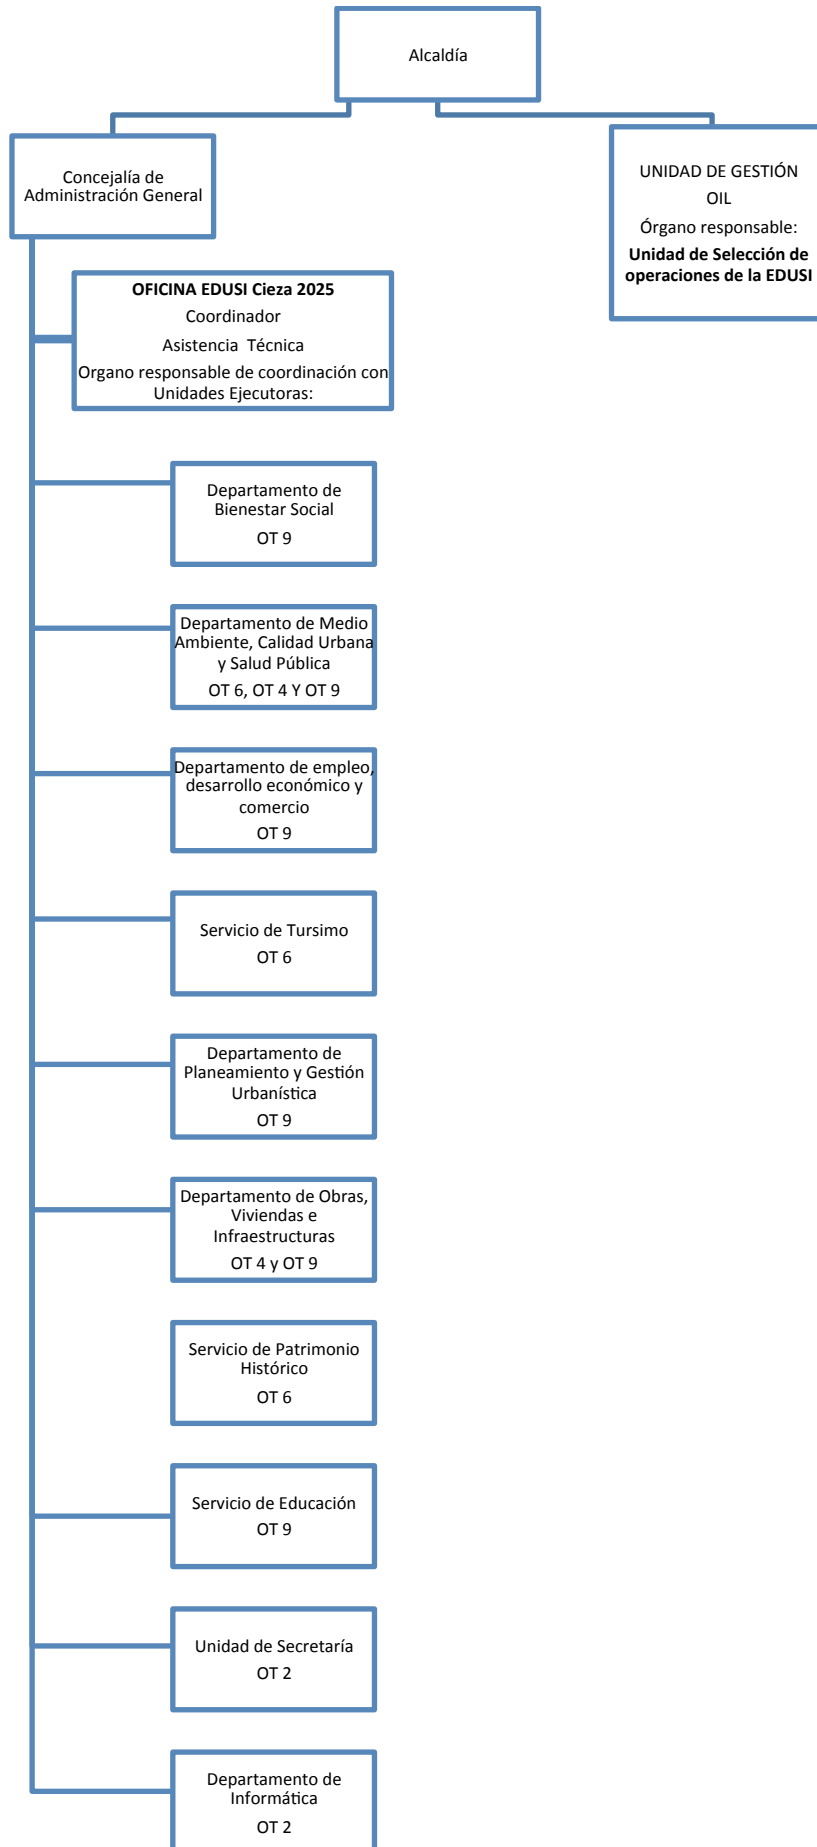 Alcaldía
Concejalía de
Administración General
UNIDAD DE GESTIÓN
OIL
Órgano responsable:
Unidad de Selección de
operaciones de la EDUSI
OFICINA EDUSI Cieza 2025
Coordinador
Asistencia Técnica
Organo responsable de coordinación con
Unidades Ejecutoras:
Departamento de
Bienestar Social
OT 9
Departamento de Medio
Ambiente, Calidad Urbana
y Salud Pública
OT 6, OT 4 Y OT 9
Departamento de empleo,
desarrollo económico y
comercio
OT 9
Servicio de Tursimo
OT 6
Departamento de
Planeamiento y Gestión
Urbanística
OT 9
Departamento de Obras,
Viviendas e
Infraestructuras
OT 4 y OT 9
Servicio de Patrimonio
Histórico
OT 6
Servicio de Educación
OT 9
Unidad de Secretaría
OT 2
Departamento de
Informática
OT 2